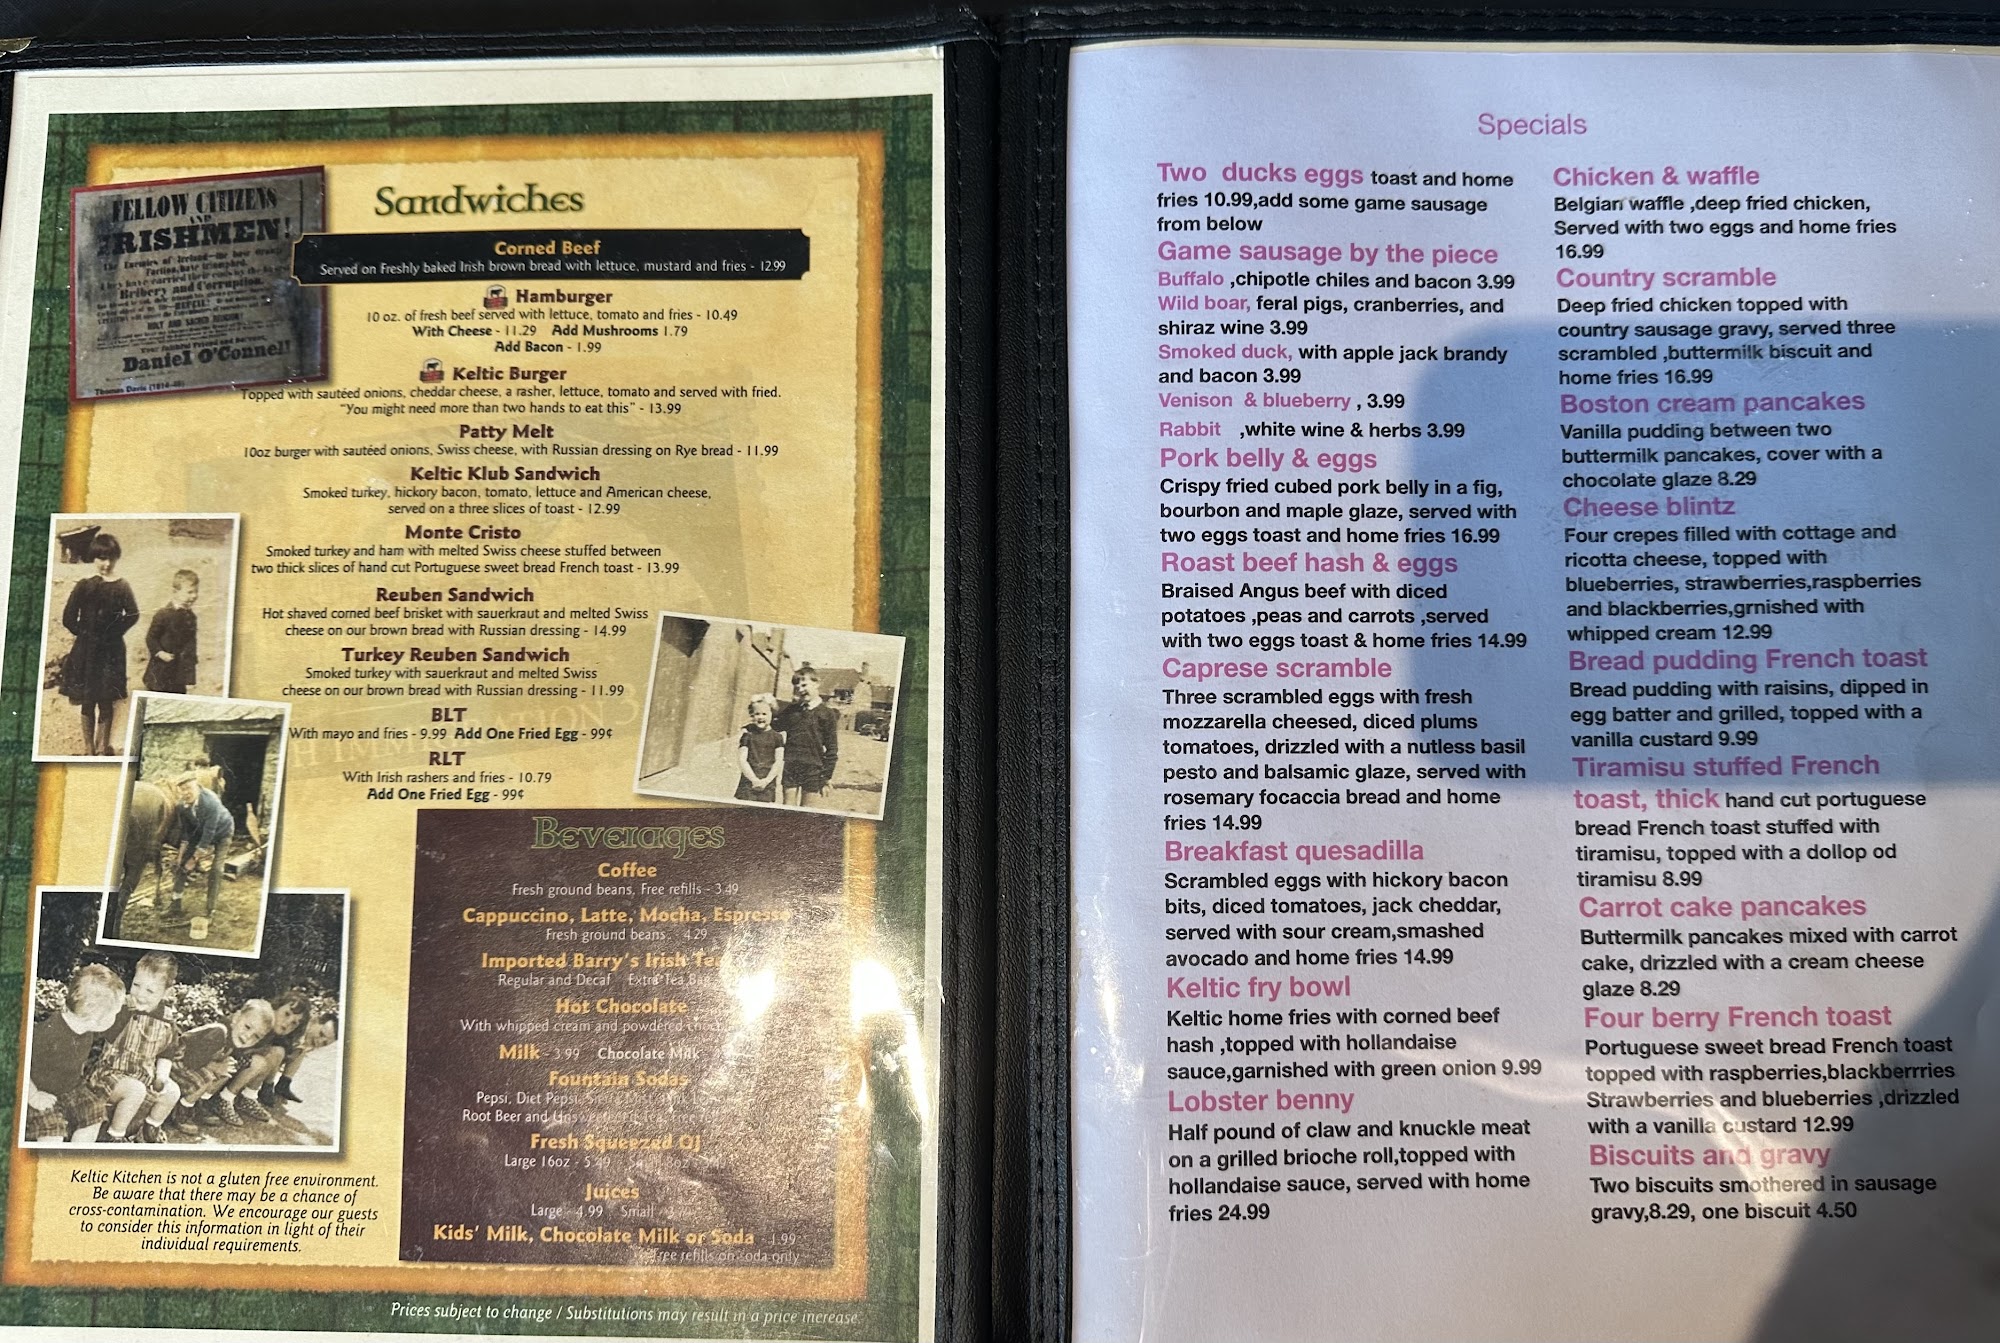 FELLOW CITIZENS
AND
IRISHMEN!
Bribery and Corruption.
Daniel O'Connell
Thomas Davis (1814-45)
Sandwiches
Corned Beef
Served on Freshly baked Irish brown bread with lettuce, mustard and fries - 12.99
Hamburger
10 oz. of fresh beef served with lettuce, tomato and fries - 10.49
With Cheese - 11.29 Add Mushrooms 1.79
Add Bacon - 1.99
Keltic Burger
Topped with sautéed onions, cheddar cheese, a rasher, lettuce, tomato and served with fried.
"You might need more than two hands to eat this" - 13.99
Patty Melt
10oz burger with sautéed onions, Swiss cheese, with Russian dressing on Rye bread - 11.99
Keltic Klub Sandwich
Smoked turkey, hickory bacon, tomato, lettuce and American cheese,
served on a three slices of toast - 12.99
Monte Cristo
Smoked turkey and ham with melted Swiss cheese stuffed between
two thick slices of hand cut Portuguese sweet bread French toast - 13.99
Reuben Sandwich
Hot shaved corned beef brisket with sauerkraut and melted Swiss
cheese on our brown bread with Russian dressing - 14.99
Turkey Reuben Sandwich
Smoked turkey with sauerkraut and melted Swiss
cheese on our brown bread with Russian dressing - 11.99
BLT
With mayo and fries - 9.99 Add One Fried Egg - 99¢
RLT
With Irish rashers and fries - 10.79
Add One Fried Egg - 99¢
Beverages
Coffee
Fresh ground beans, Free refills - 3.49
Cappuccino, Latte, Mocha, Espresso
Fresh ground beans 4.29
Imported Barry's Irish Tea
Regular and Decaf Extra Tea Bag
Hot Chocolate
With whipped cream and powdered
Milk - 3.99 Chocolate Milk
Fountain Sodas
Pepsi, Diet Pepsi,
Root Beer and
Fresh Squeezed OJ
Large 16oz - 5.49
Juices
Large - 4.99 Small
Kids' Milk, Chocolate Milk or Soda 1.99
Free refills on soda only
Keltic Kitchen is not a gluten free environment.
Be aware that there may be a chance of
cross-contamination. We encourage our guests
to consider this information in light of their
individual requirements.
Prices subject to change / Substitutions may result in a price increase
Specials
Two ducks eggs toast and home
fries 10.99,add some game sausage
from below
Game sausage by the piece
Buffalo ,chipotle chiles and bacon 3.99
Wild boar, feral pigs, cranberries, and
shiraz wine 3.99
Smoked duck, with apple jack brandy
and bacon 3.99
Venison & blueberry , 3.99
Rabbit ,white wine & herbs 3.99
Pork belly & eggs
Crispy fried cubed pork belly in a fig,
bourbon and maple glaze, served with
two eggs toast and home fries 16.99
Roast beef hash & eggs
Braised Angus beef with diced
potatoes ,peas and carrots ,served
with two eggs toast & home fries 14.99
Caprese scramble
Three scrambled eggs with fresh
mozzarella cheesed, diced plums
tomatoes, drizzled with a nutless basil
pesto and balsamic glaze, served with
rosemary focaccia bread and home
fries 14.99
Breakfast quesadilla
Scrambled eggs with hickory bacon
bits, diced tomatoes, jack cheddar,
served with sour cream,smashed
avocado and home fries 14.99
Keltic fry bowl
Keltic home fries with corned beef
hash ,topped with hollandaise
sauce,garnished with green onion 9.99
Lobster benny
Half pound of claw and knuckle meat
on a grilled brioche roll,topped with
hollandaise sauce, served with home
fries 24.99
Chicken & waffle
Belgian waffle ,deep fried chicken,
Served with two eggs and home fries
16.99
Country scramble
Deep fried chicken topped with
country sausage gravy, served three
scrambled ,buttermilk biscuit and
home fries 16.99
Boston cream pancakes
Vanilla pudding between two
buttermilk pancakes, cover with a
chocolate glaze 8.29
Cheese blintz
Four crepes filled with cottage and
ricotta cheese, topped with
blueberries, strawberries,raspberries
and blackberries,grnished with
whipped cream 12.99
Bread pudding French toast
Bread pudding with raisins, dipped in
egg batter and grilled, topped with a
vanilla custard 9.99
Tiramisu stuffed French
toast, thick hand cut portuguese
bread French toast stuffed with
tiramisu, topped with a dollop od
tiramisu 8.99
Carrot cake pancakes
Buttermilk pancakes mixed with carrot
cake, drizzled with a cream cheese
glaze 8.29
Four berry French toast
Portuguese sweet bread French toast
topped with raspberries,blackberrries
Strawberries and blueberries ,drizzled
with a vanilla custard 12.99
Biscuits and gravy
Two biscuits smothered in sausage
gravy,8.29, one biscuit 4.50